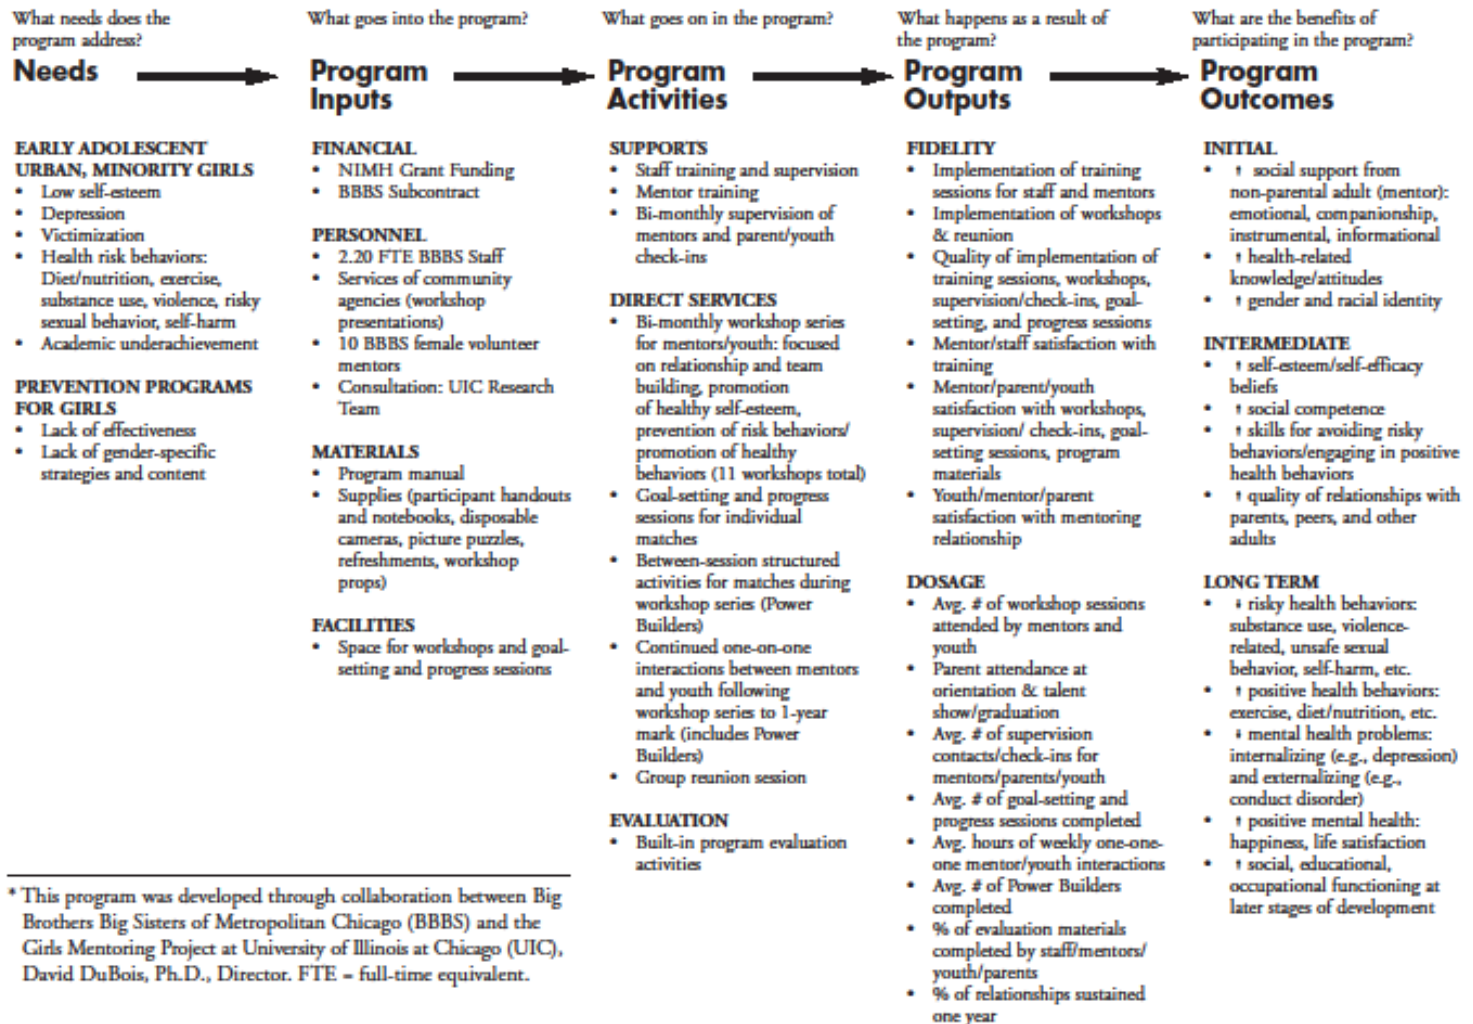 What needs does the
program address?
Needs
EARLY ADOLESCENT
URBAN, MINORITY GIRLS
• Low self-esteem
• Depression
• Victimization
• Health risk behaviors:
Diet/nutrition, exercise,
substance use, violence, risky
sexual behavior, self-harm
• Academic underachievement
PREVENTION PROGRAMS
FOR GIRLS
• Lack of effectiveness
• Lack of gender-specific
strategies and content
What goes into the program?
Program
Inputs
FINANCIAL
• NIMH Grant Funding
• BBBS Subcontract
PERSONNEL
• 2.20 FTE BBBS Staff
• Services of community
agencies (workshop
presentations)
• 10 BBBS female volunteer
mentors
• Consultation: UIC Research
Team
MATERIALS
• Program manual
• Supplies (participant handouts
and notebooks, disposable
cameras, picture puzzles,
refreshments, workshop
props)
FACILITIES
• Space for workshops and goal-
setting and progress sessions
What goes on in the program?
Program
Activities
SUPPORTS
• Staff training and supervision
• Mentor training
• Bi-monthly supervision of
mentors and parent/youth
check-ins
DIRECT SERVICES
• Bi-monthly workshop series
for mentors/youth: focused
on relationship and team
building, promotion
of healthy self-esteem,
prevention of risk behaviors/
promotion of healthy
behaviors (11 workshops total)
• Goal-setting and progress
sessions for individual
matches
• Between-session structured
activities for matches during
workshop series (Power
Builders)
• Continued one-on-one
interactions between mentors
and youth following
workshop series to 1-year
mark (includes Power
Builders)
• Group reunion session
EVALUATION
• Built-in program evaluation
activities
What happens as a result of
the program?
Program
Outputs
FIDELITY
• Implementation of training
sessions for staff and mentors
• Implementation of workshops
& reunion
• Quality of implementation of
training sessions, workshops,
supervision/check-ins, goal-
setting, and progress sessions
• Mentor/staff satisfaction with
training
• Mentor/parent/youth
satisfaction with workshops,
supervision/ check-ins, goal-
setting sessions, program
materials
• Youth/mentor/parent
satisfaction with mentoring
relationship
DOSAGE
• Avg. # of workshop sessions
attended by mentors and
youth
• Parent attendance at
orientation & talent
show/graduation
• Avg. # of supervision
contacts/check-ins for
mentors/parents/youth
• Avg. # of goal-setting and
progress sessions completed
• Avg. hours of weekly one-one-
one mentor/youth interactions
• Avg. # of Power Builders
completed
• % of evaluation materials
completed by staff/mentors/
youth/parents
• % of relationships sustained
one year
What are the benefits of
participating in the program?
Program
Outcomes
INITIAL
• ↑ social support from
non-parental adult (mentor):
emotional, companionship,
instrumental, informational
• ↑ health-related
knowledge/attitudes
• ↑ gender and racial identity
INTERMEDIATE
• ↑ self-esteem/self-efficacy
beliefs
• ↑ social competence
• ↑ skills for avoiding risky
behaviors/engaging in positive
health behaviors
• ↑ quality of relationships with
parents, peers, and other
adults
LONG TERM
• ↓ risky health behaviors:
substance use, violence-
related, unsafe sexual
behavior, self-harm, etc.
• ↑ positive health behaviors:
exercise, diet/nutrition, etc.
• ↓ mental health problems:
internalizing (e.g., depression)
and externalizing (e.g.,
conduct disorder)
• ↑ positive mental health:
happiness, life satisfaction
• ↑ social, educational,
occupational functioning at
later stages of development
* This program was developed through collaboration between Big
Brothers Big Sisters of Metropolitan Chicago (BBBS) and the
Girls Mentoring Project at University of Illinois at Chicago (UIC),
David DuBois, Ph.D., Director. FTE = full-time equivalent.